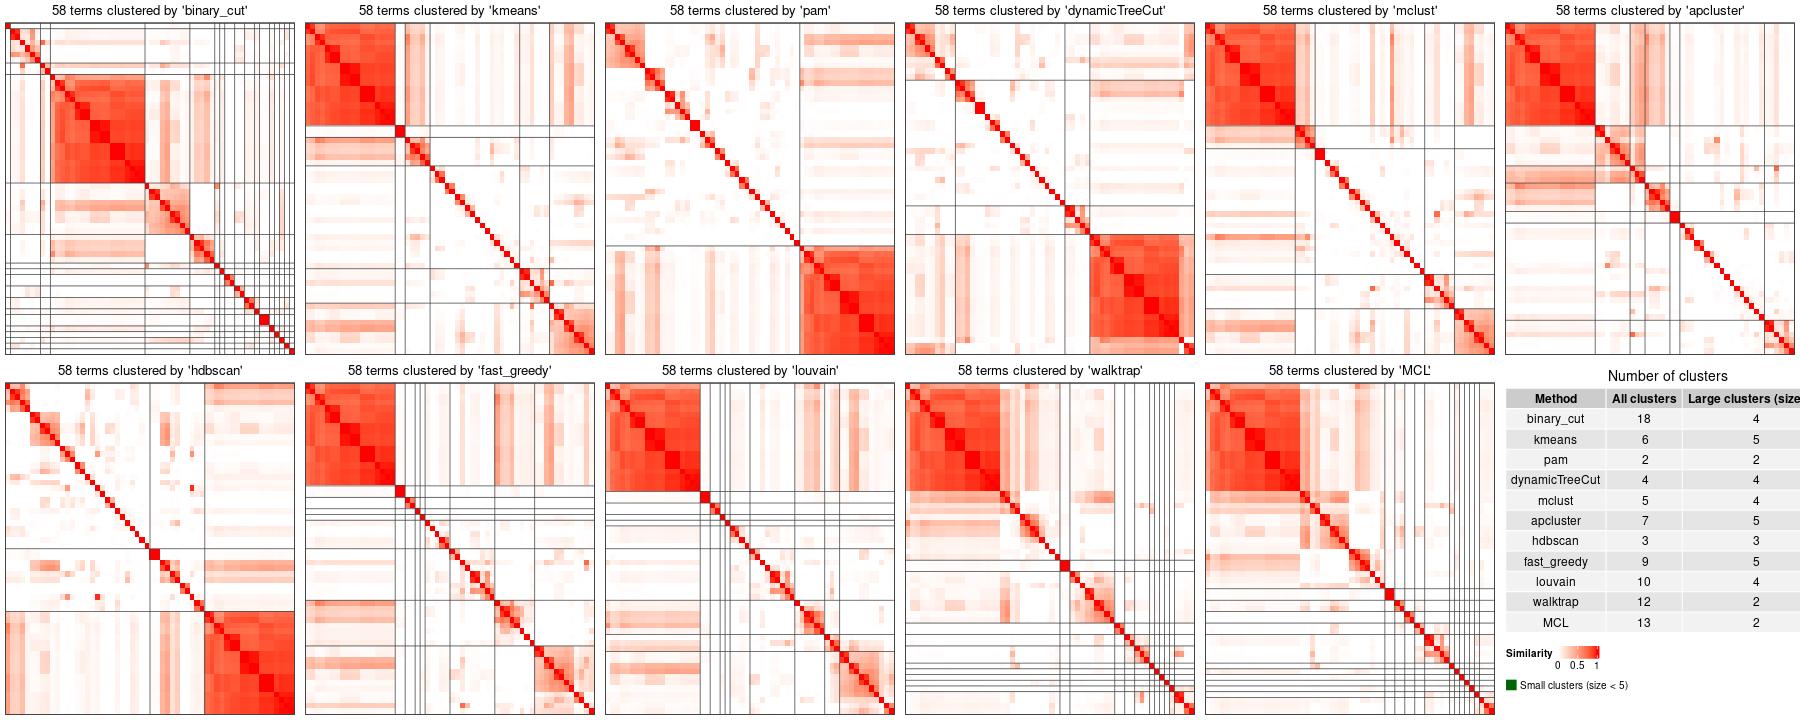 58 terms clustered by 'binary_cut'
58 terms clustered by 'kmeans'
58 terms clustered by 'pam'
58 terms clustered by 'dynamicTreeCut'
58 terms clustered by 'mclust'
58 terms clustered by 'apcluster'
58 terms clustered by 'hdbscan'
58 terms clustered by 'fast_greedy'
58 terms clustered by 'louvain'
58 terms clustered by 'walktrap'
58 terms clustered by 'MCL'
Number of clusters
Method All clusters Large clusters (size
binary_cut 18 4
kmeans 6 5
pam 2 2
dynamicTreeCut 4 4
mclust 5 4
apcluster 7 5
hdbscan 3 3
fast_greedy 9 5
louvain 10 4
walktrap 12 2
MCL 13 2
Similarity
0 0.5 1
Small clusters (size < 5)